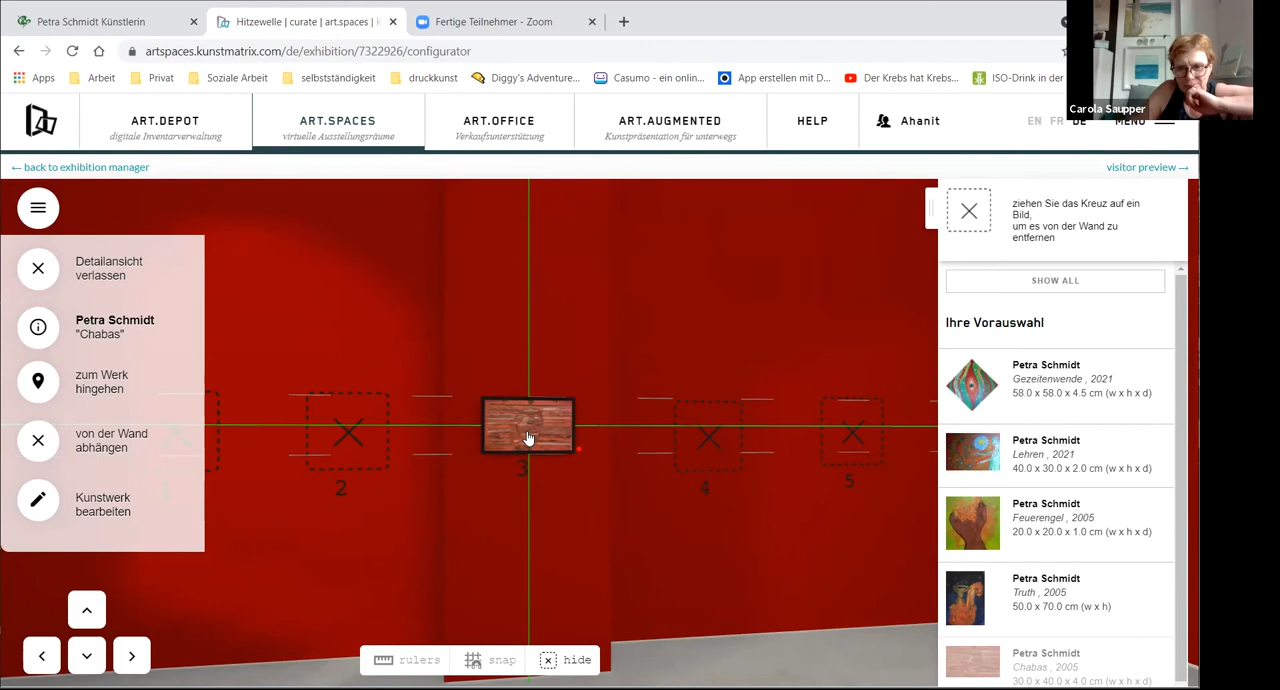 Petra Schmidt Künstlerin
Hitzewelle | curate | art.spaces |
Fertige Teilnehmer - Zoom
artspaces.kunstmatrix.com/de/exhibition/7322926/configurator
Apps Arbeit Privat Soziale Arbeit selbstständigkeit druckkunst Diggy's Adventure... Casumo - ein onlin... App erstellen mit D... Der Krebs hat Krebs... ISO-Drink in der
Carola Saupper
ART.DEPOT
digitale Inventarverwaltung
ART.SPACES
virtuelle Ausstellungsräume
ART.OFFICE
Verkaufsunterstützung
ART.AUGMENTED
Kunstpräsentation für unterwegs
HELP
Ahanit
EN FR DE MENU
← back to exhibition manager
visitor preview →
Detailansicht
verlassen
Petra Schmidt
"Chabas"
zum Werk
hingehen
von der Wand
abhängen
Kunstwerk
bearbeiten
2
3
4
5
rulers
snap
hide
ziehen Sie das Kreuz auf ein
Bild,
um es von der Wand zu
entfernen
SHOW ALL
Ihre Vorauswahl
Petra Schmidt
Gezeitenwende , 2021
58.0 x 58.0 x 4.5 cm (w x h x d)
Petra Schmidt
Lehren , 2021
40.0 x 30.0 x 2.0 cm (w x h x d)
Petra Schmidt
Feuerengel , 2005
20.0 x 20.0 x 1.0 cm (w x h x d)
Petra Schmidt
Truth , 2005
50.0 x 70.0 cm (w x h)
Petra Schmidt
Chabas , 2005
30.0 x 40.0 x 4.0 cm (w x h x d)